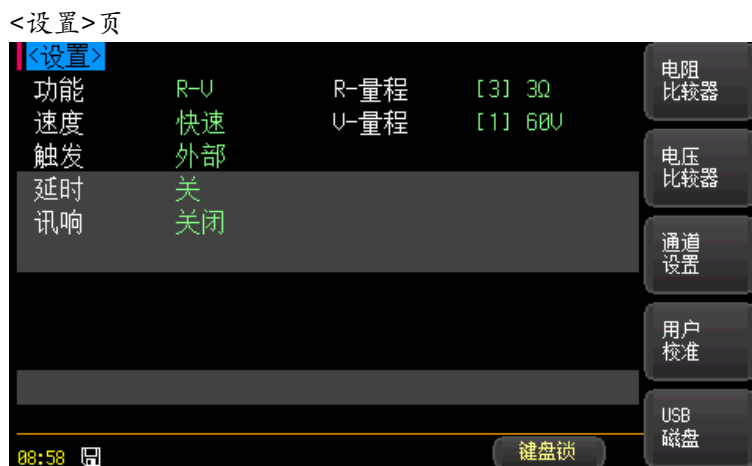 <设置>页
<设置>
功能 R-V R-量程 [3] 3Ω
速度 快速 V-量程 [1] 60V
触发 外部
延时 关
讯响 关闭
电阻
比较器
电压
比较器
通道
设置
用户
校准
USB
磁盘
08:58 键盘锁